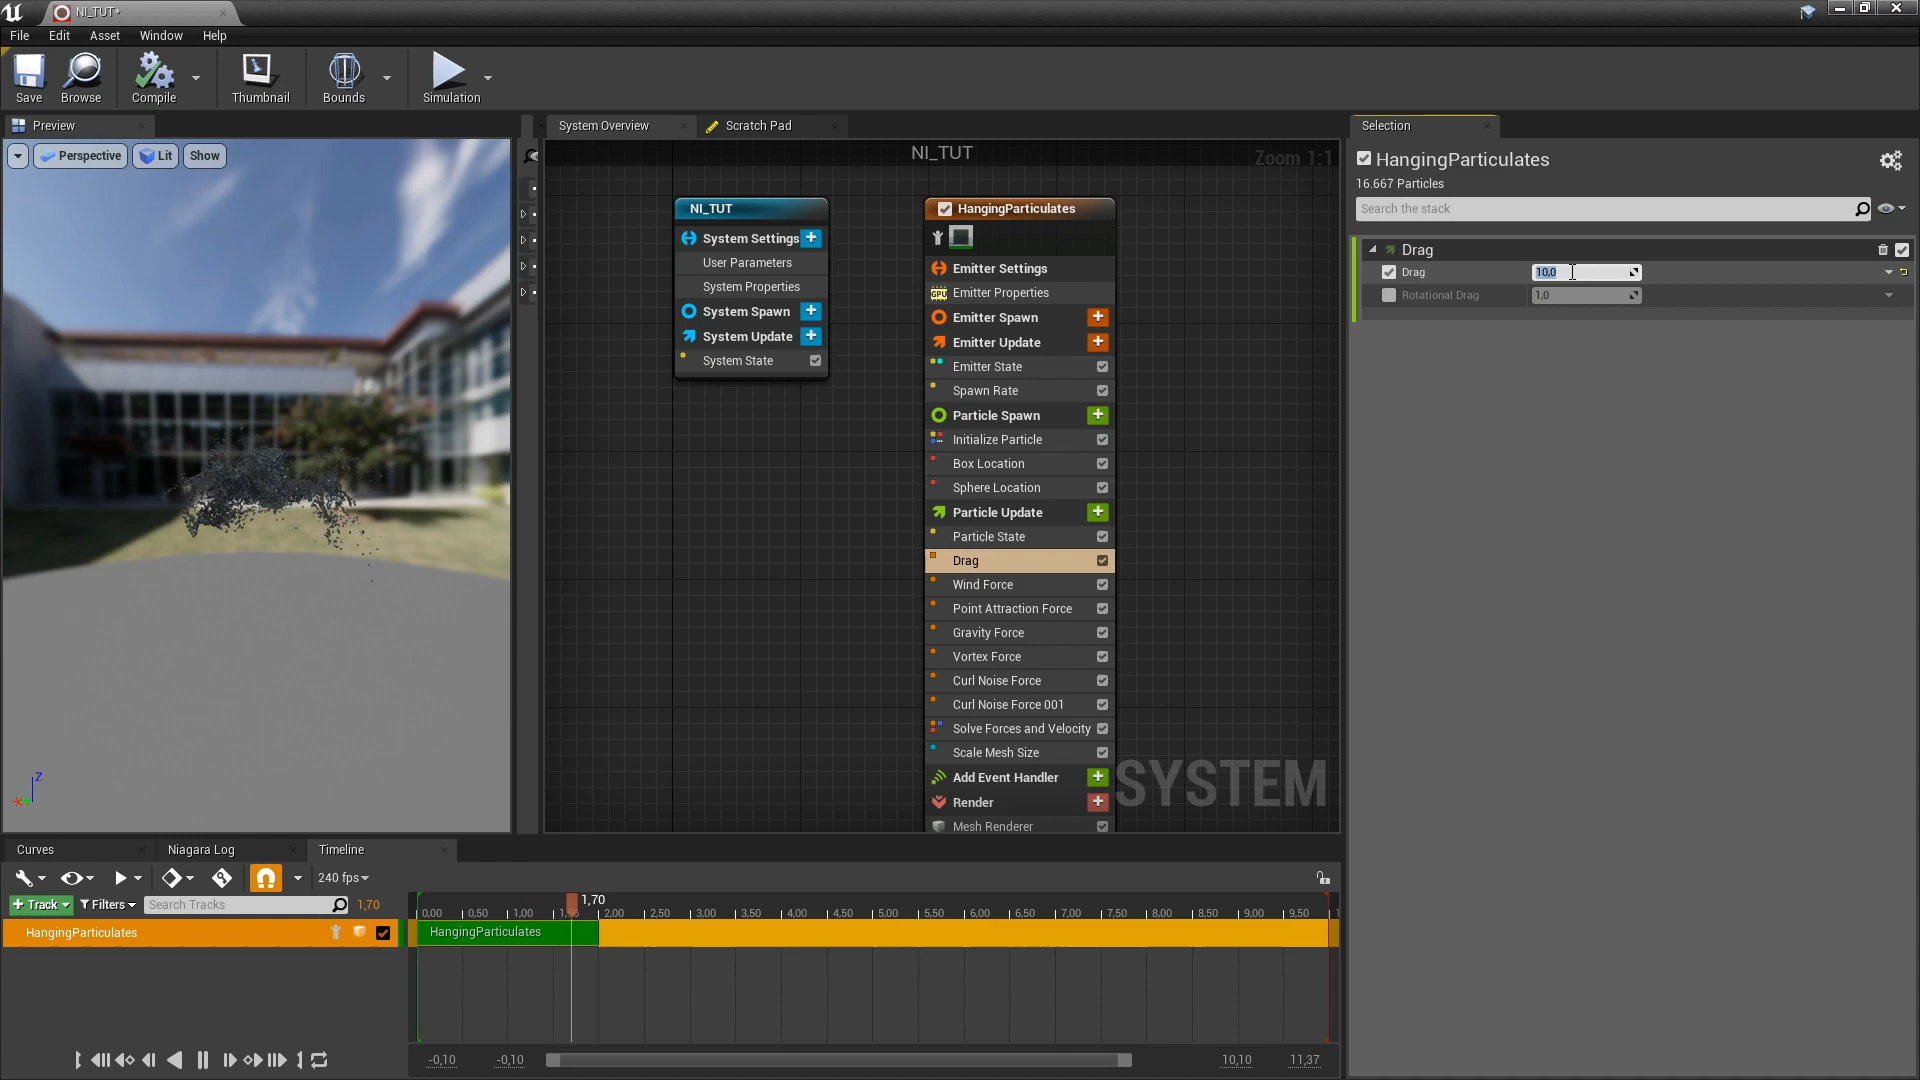 NI_TUT*
File Edit Asset Window Help
Save Browse Compile Thumbnail Bounds Simulation
Preview
System Overview
Scratch Pad
Selection
Perspective
Lit
Show
NI_TUT
Zoom 1:1
HangingParticulates
16.667 Particles
Search the stack
Drag
Drag 10,0
Rotational Drag 1,0
NI_TUT
System Settings
User Parameters
System Properties
System Spawn
System Update
System State
HangingParticulates
Emitter Settings
GPU Emitter Properties
Emitter Spawn
Emitter Update
Emitter State
Spawn Rate
Particle Spawn
Initialize Particle
Box Location
Sphere Location
Particle Update
Particle State
Drag
Wind Force
Point Attraction Force
Gravity Force
Vortex Force
Curl Noise Force
Curl Noise Force 001
Solve Forces and Velocity
Scale Mesh Size
Add Event Handler
Render
Mesh Renderer
SYSTEM
Z
Curves
Niagara Log
Timeline
240 fps
Track
Filters
Search Tracks
1,70
1,70
0,00 0,50 1,00 2,00 2,50 3,00 3,50 4,00 4,50 5,00 5,50 6,00 6,50 7,00 7,50 8,00 8,50 9,00 9,50
HangingParticulates
HangingParticulates
-0,10 -0,10 10,10 11,37